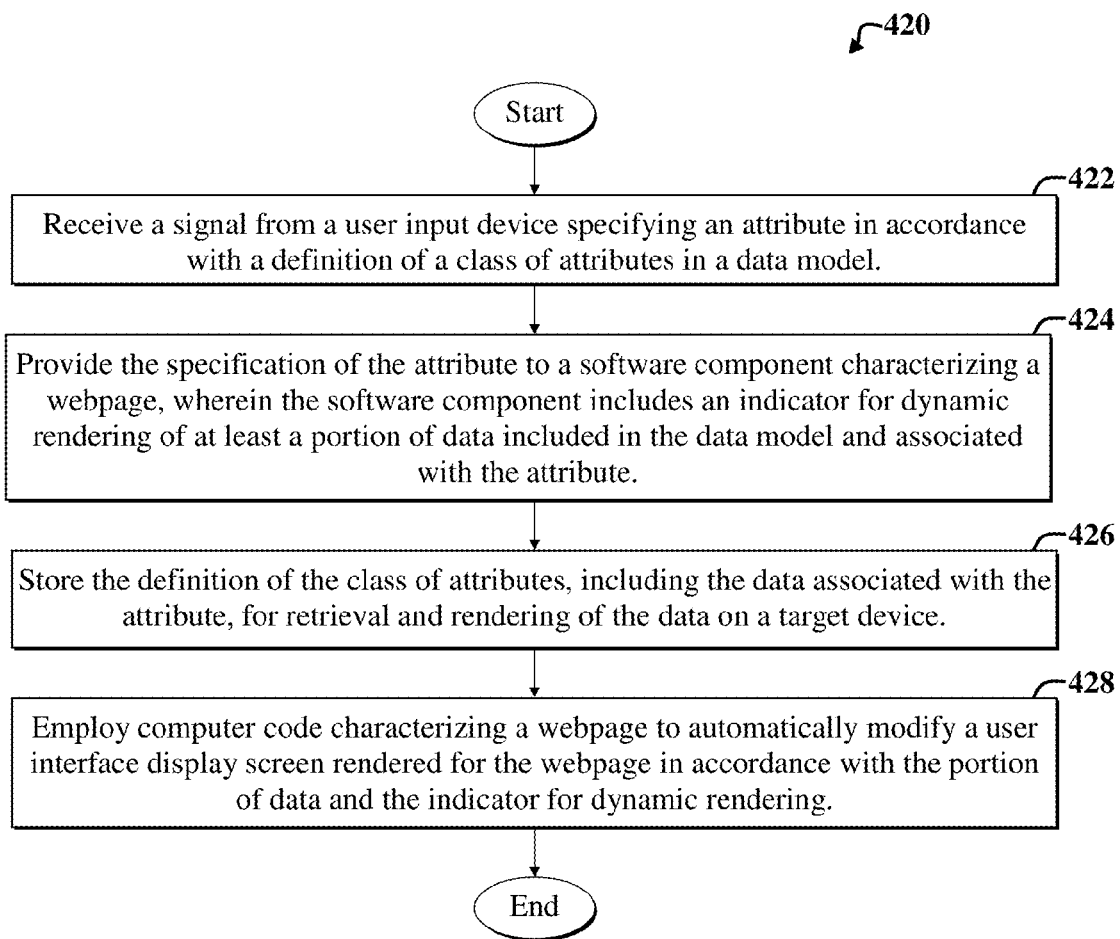 420
Start
422
Receive a signal from a user input device specifying an attribute in accordance
with a definition of a class of attributes in a data model.
424
Provide the specification of the attribute to a software component characterizing a
webpage, wherein the software component includes an indicator for dynamic
rendering of at least a portion of data included in the data model and associated
with the attribute.
426
Store the definition of the class of attributes, including the data associated with the
attribute, for retrieval and rendering of the data on a target device.
428
Employ computer code characterizing a webpage to automatically modify a user
interface display screen rendered for the webpage in accordance with the portion
of data and the indicator for dynamic rendering.
End